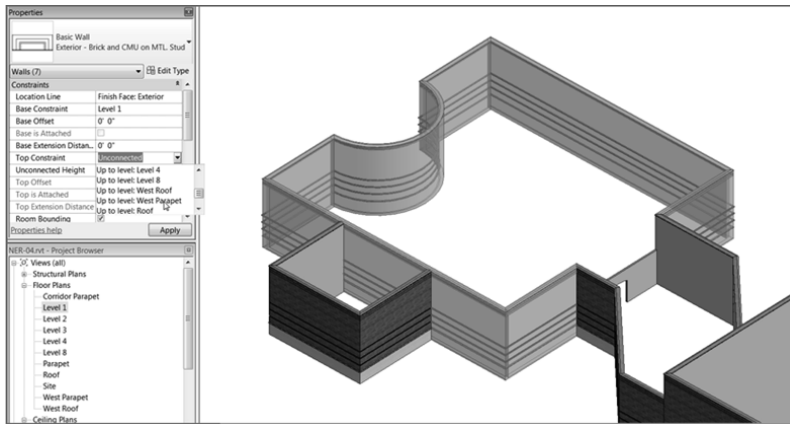 Properties
Basic Wall
Exterior - Brick and CMU on MTL. Stud
Walls (7) Edit Type
Constraints
Location Line Finish Face: Exterior
Base Constraint Level 1
Base Offset 0' 0"
Base is Attached
Base Extension Distan... 0' 0"
Top Constraint Unconnected
Unconnected Height Up to level: Level 4
Top Offset Up to level: Level 8
Top is Attached Up to level: West Roof
Top Extension Distance Up to level: West Parapet
Room Bounding Up to level: Roof
Properties help Apply
NER-04.rvt - Project Browser
Views (all)
Structural Plans
Floor Plans
Corridor Parapet
Level 1
Level 2
Level 3
Level 4
Level 8
Parapet
Roof
Site
West Parapet
West Roof
Ceiling Plans